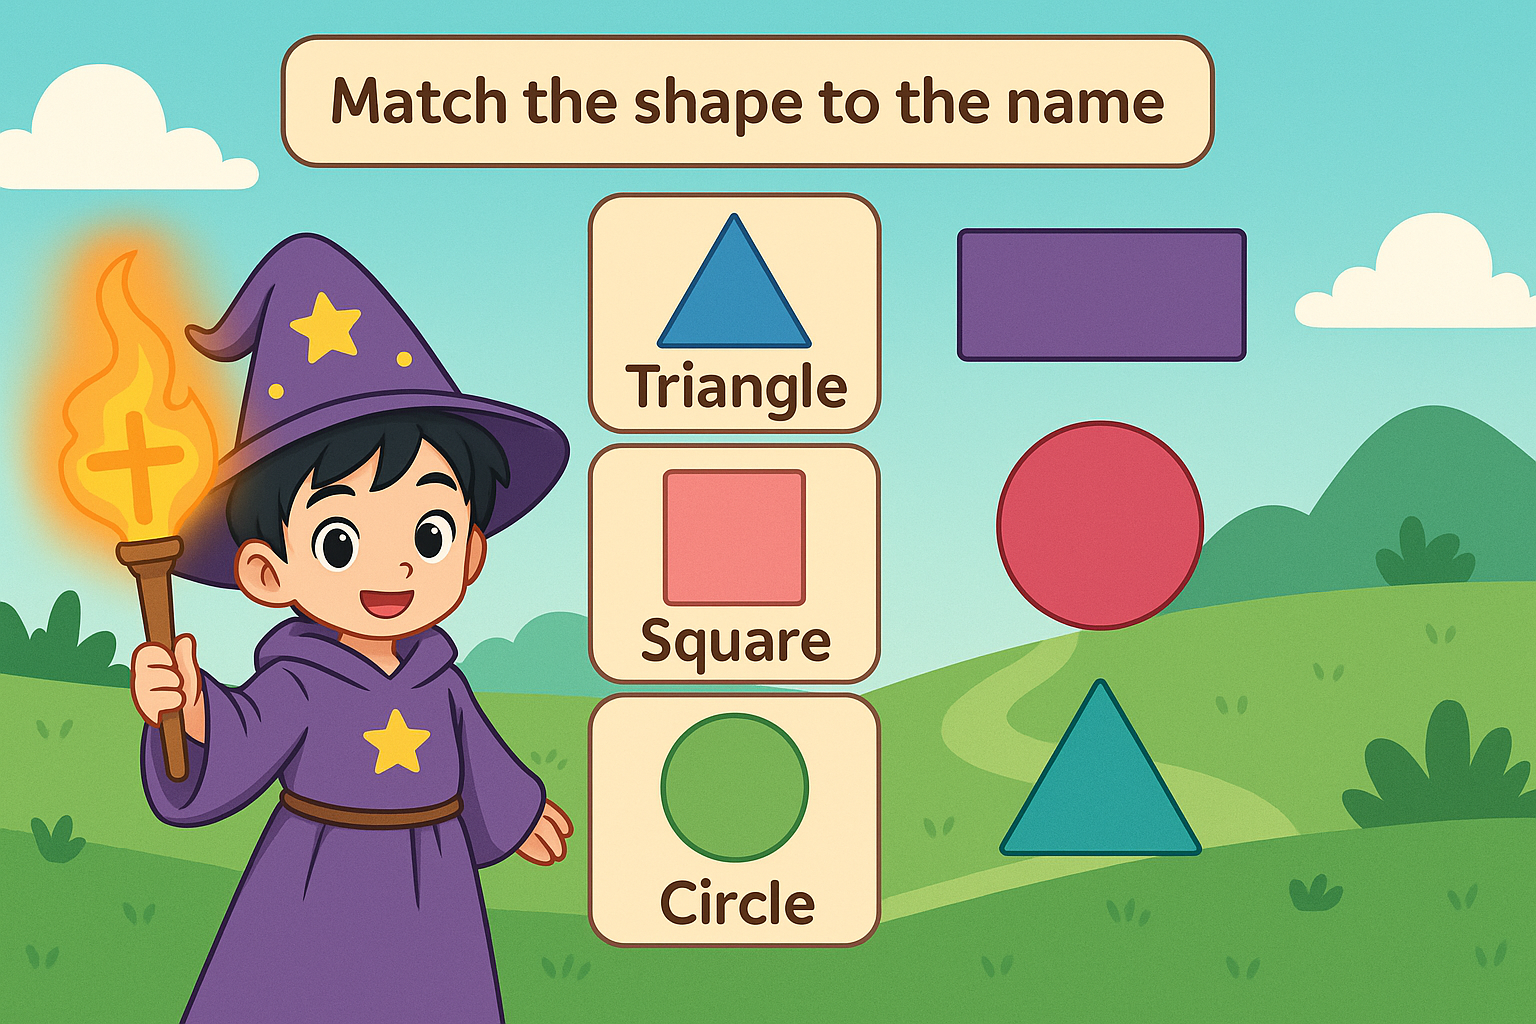 Match the shape to the name
Triangle
Square
Circle